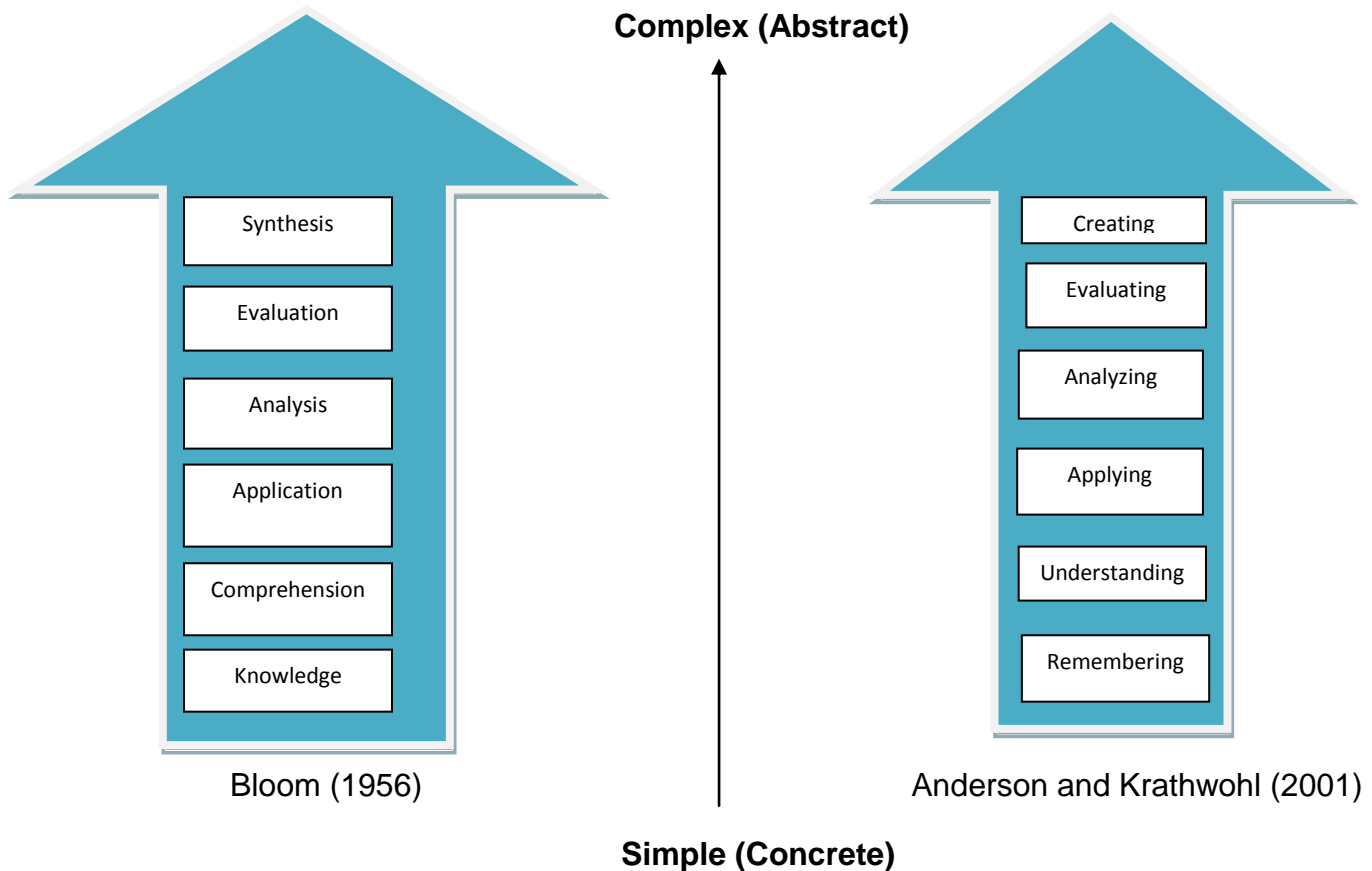 Complex (Abstract)
Synthesis
Evaluation
Analysis
Application
Comprehension
Knowledge
Bloom (1956)
Creating
Evaluating
Analyzing
Applying
Understanding
Remembering
Anderson and Krathwohl (2001)
Simple (Concrete)